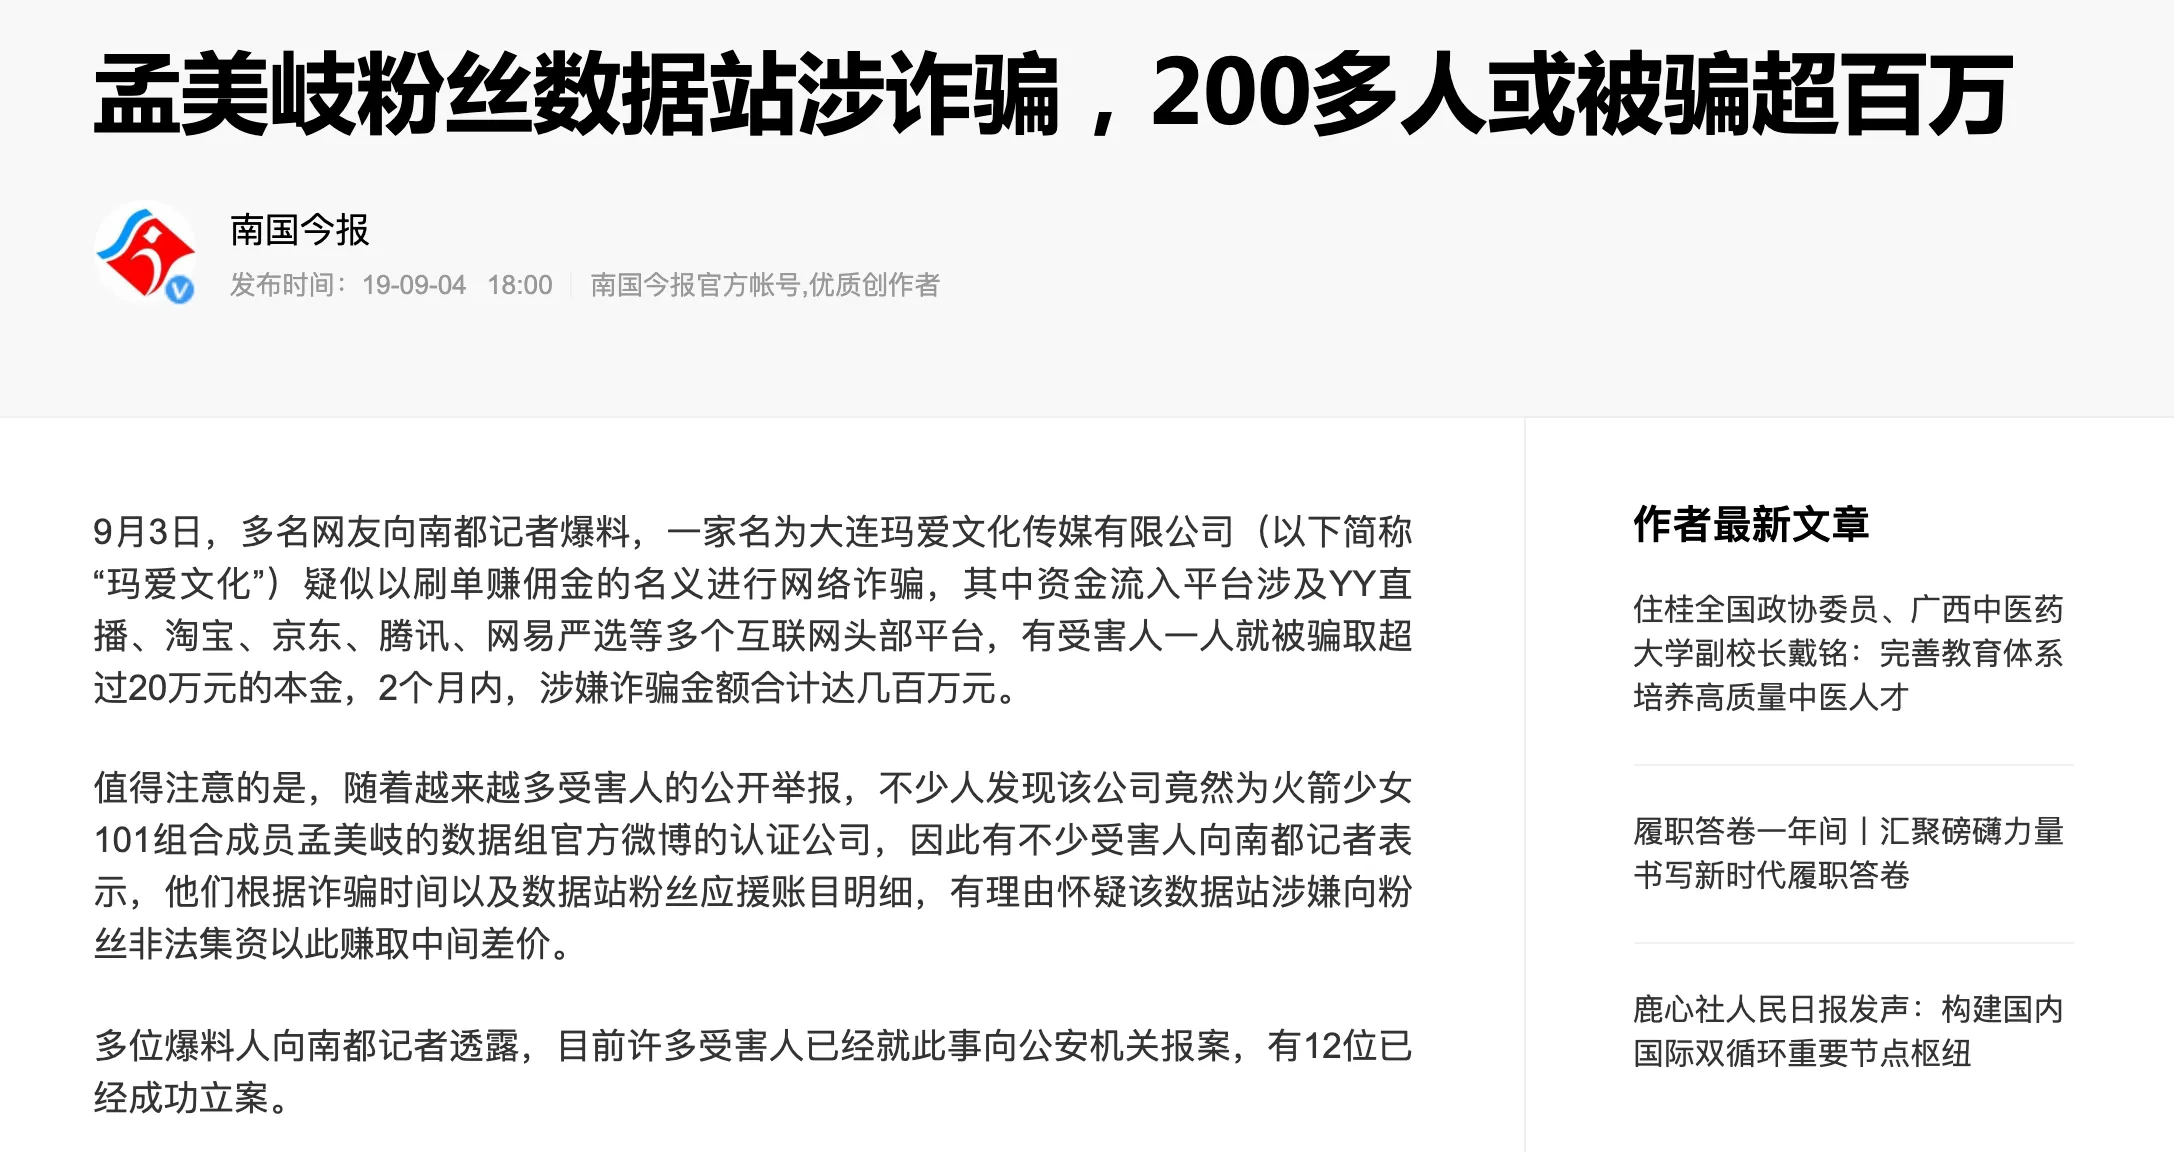 孟美岐粉丝数据站涉诈骗，200多人或被骗超百万
南国今报
发布时间：19-09-04 18:00 南国今报官方帐号,优质创作者
9月3日，多名网友向南都记者爆料，一家名为大连玛爱文化传媒有限公司（以下简称
“玛爱文化”）疑似以刷单赚佣金的名义进行网络诈骗，其中资金流入平台涉及YY直
播、淘宝、京东、腾讯、网易严选等多个互联网头部平台，有受害人一人就被骗取超
过20万元的本金，2个月内，涉嫌诈骗金额合计达几百万元。
值得注意的是，随着越来越多受害人的公开举报，不少人发现该公司竟然为火箭少女
101组合成员孟美岐的数据组官方微博的认证公司，因此有不少受害人向南都记者表
示，他们根据诈骗时间以及数据站粉丝应援账目明细，有理由怀疑该数据站涉嫌向粉
丝非法集资以此赚取中间差价。
多位爆料人向南都记者透露，目前许多受害人已经就此事向公安机关报案，有12位已
经成功立案。
作者最新文章
住桂全国政协委员、广西中医药
大学副校长戴铭：完善教育体系
培养高质量中医人才
履职答卷一年间丨汇聚磅礴力量
书写新时代履职答卷
鹿心社人民日报发声：构建国内
国际双循环重要节点枢纽